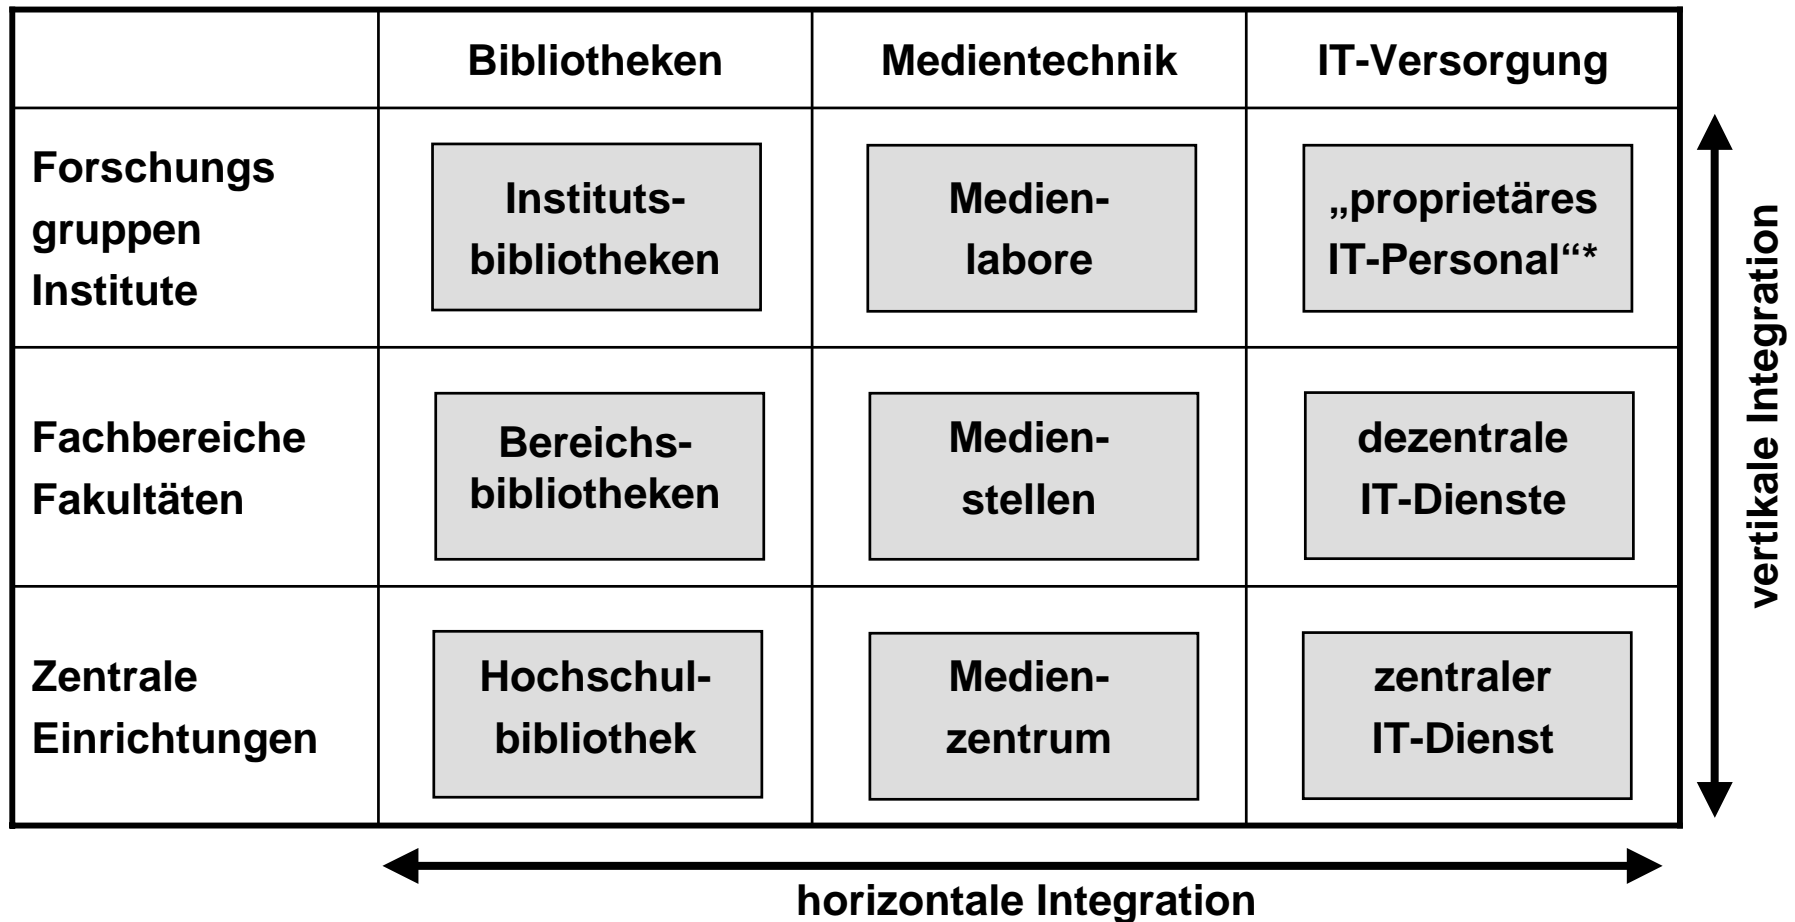 Bibliotheken
Medientechnik
IT-Versorgung
Forschungs
gruppen
Institute
Instituts-
bibliotheken
Medien-
labore
„proprietäres
IT-Personal“*
Fachbereiche
Fakultäten
Bereichs-
bibliotheken
Medien-
stellen
dezentrale
IT-Dienste
Zentrale
Einrichtungen
Hochschul-
bibliothek
Medien-
zentrum
zentraler
IT-Dienst
vertikale Integration
horizontale Integration